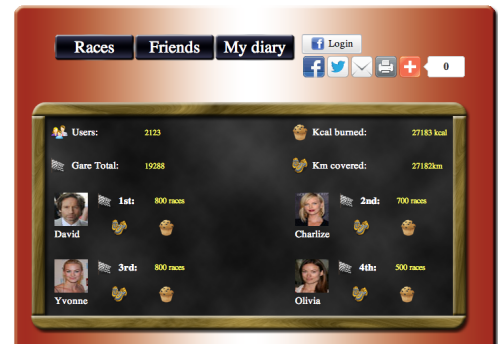 Races Friends My diary Login
0
Users: 2123 Kcal burned: 27183 kcal
Gare Total: 19288 Km covered: 27182km
1st: 800 races 2nd: 700 races
David Charlize
3rd: 800 races 4th: 500 races
Yvonne Olivia